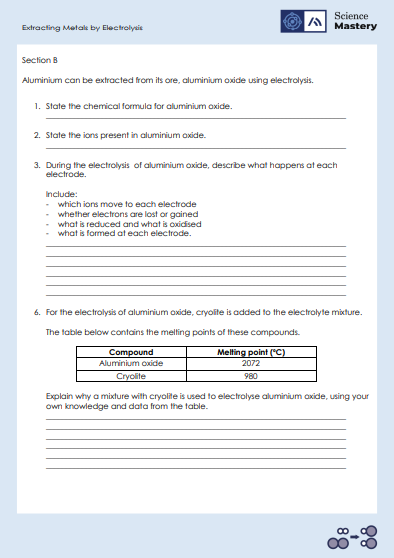 Extracting Metals by Electrolysis
Science
Mastery
Section B
Aluminium can be extracted from its ore, aluminium oxide using electrolysis.
1. State the chemical formula for aluminium oxide.
2. State the ions present in aluminium oxide.
3. During the electrolysis of aluminium oxide, describe what happens at each
electrode.
Include:
- which ions move to each electrode
- whether electrons are lost or gained
- what is reduced and what is oxidised
- what is formed at each electrode.
6. For the electrolysis of aluminium oxide, cryolite is added to the electrolyte mixture.
The table below contains the melting points of these compounds.
Compound Melting point (°C)
Aluminium oxide 2072
Cryolite 980
Explain why a mixture with cryolite is used to electrolyse aluminium oxide, using your
own knowledge and data from the table.